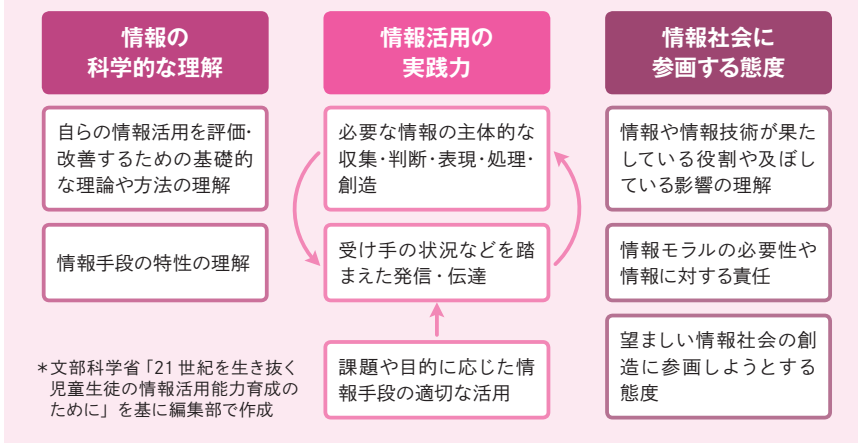 情報の
科学的な理解
自らの情報活用を評価・
改善するための基礎的
な理論や方法の理解
情報手段の特性の理解
＊文部科学省「21世紀を生き抜く
児童生徒の情報活用能力育成の
ために」を基に編集部で作成
情報活用の
実践力
必要な情報の主体的な
収集・判断・表現・処理・
創造
受け手の状況などを踏
まえた発信・伝達
課題や目的に応じた情
報手段の適切な活用
情報社会に
参画する態度
情報や情報技術が果た
している役割や及ぼし
ている影響の理解
情報モラルの必要性や
情報に対する責任
望ましい情報社会の創
造に参画しようとする
態度